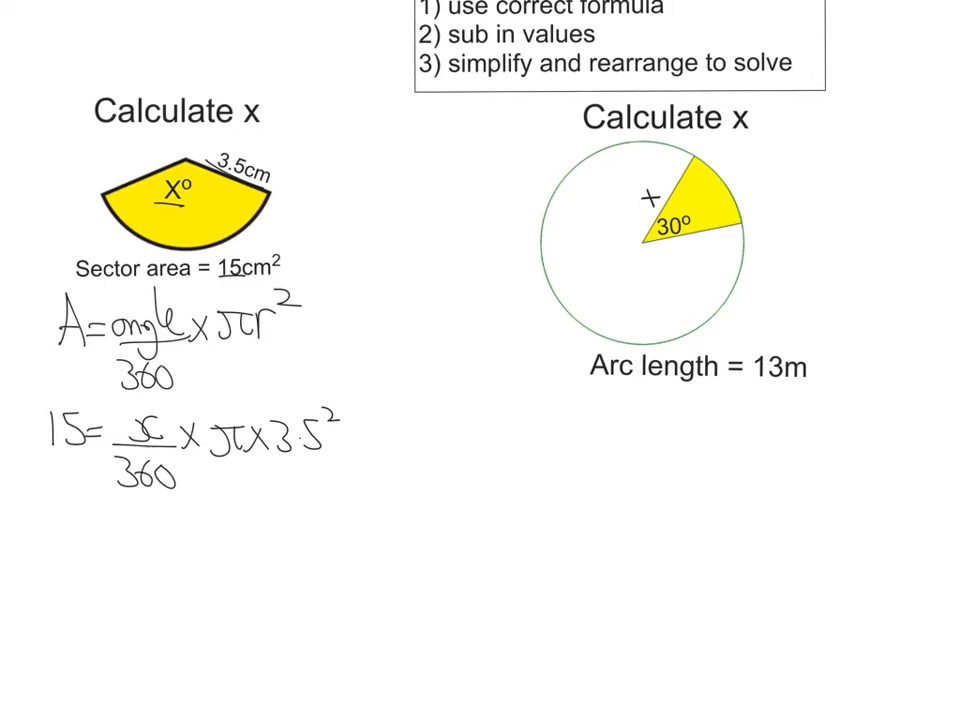 1) use correct formula
2) sub in values
3) simplify and rearrange to solve
Calculate x
3.5cm
Xº
Sector area = 15cm²
A = angle/360 × πr²
15 = x/360 × π × 3.5²
Calculate x
x
30º
Arc length = 13m